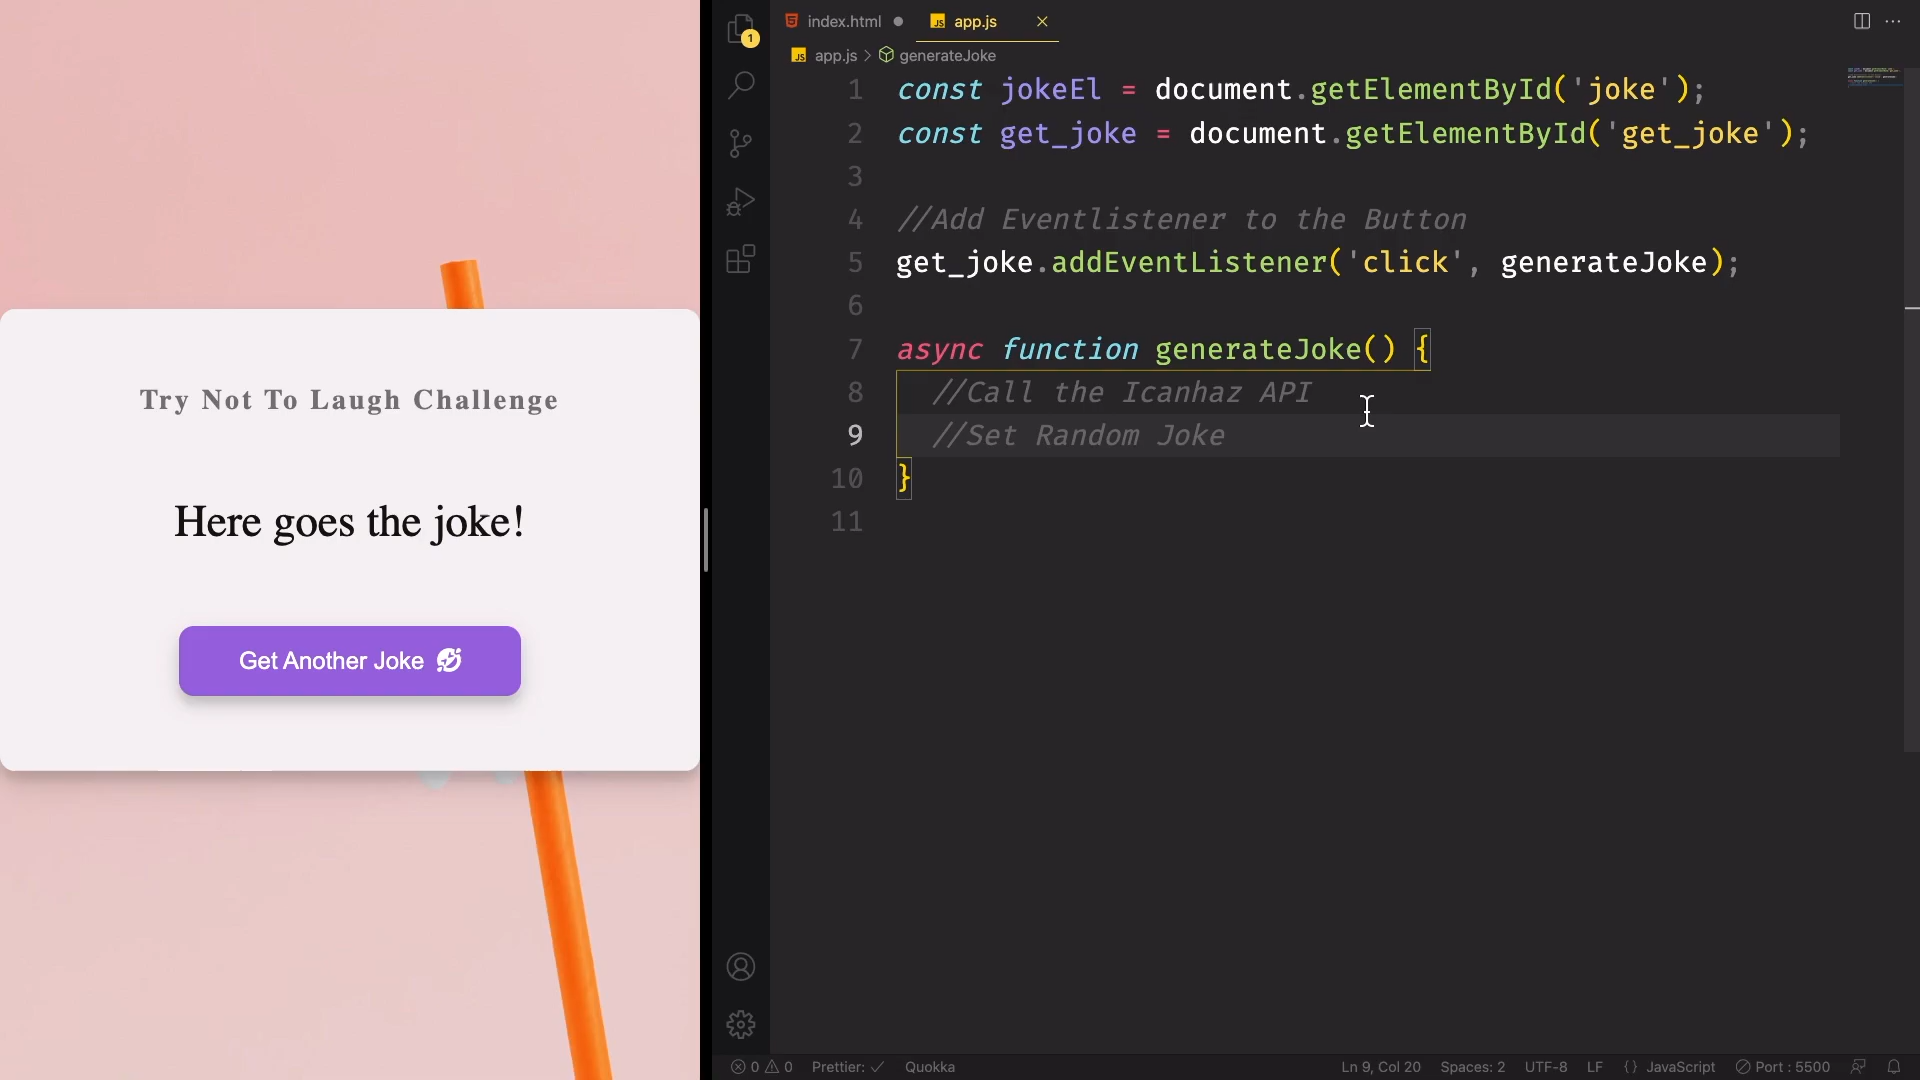 Try Not To Laugh Challenge
Here goes the joke!
Get Another Joke
1
index.html
JS app.js
JS app.js > generateJoke
1 const jokeEl = document.getElementById('joke');
2 const get_joke = document.getElementById('get_joke');
3
4 //Add Eventlistener to the Button
5 get_joke.addEventListener('click', generateJoke);
6
7 async function generateJoke() {
8 //Call the Icanhaz API
9 //Set Random Joke
10 }
11
0 0 Prettier: ✓ Quokka Ln 9, Col 20 Spaces: 2 UTF-8 LF {} JavaScript Port : 5500